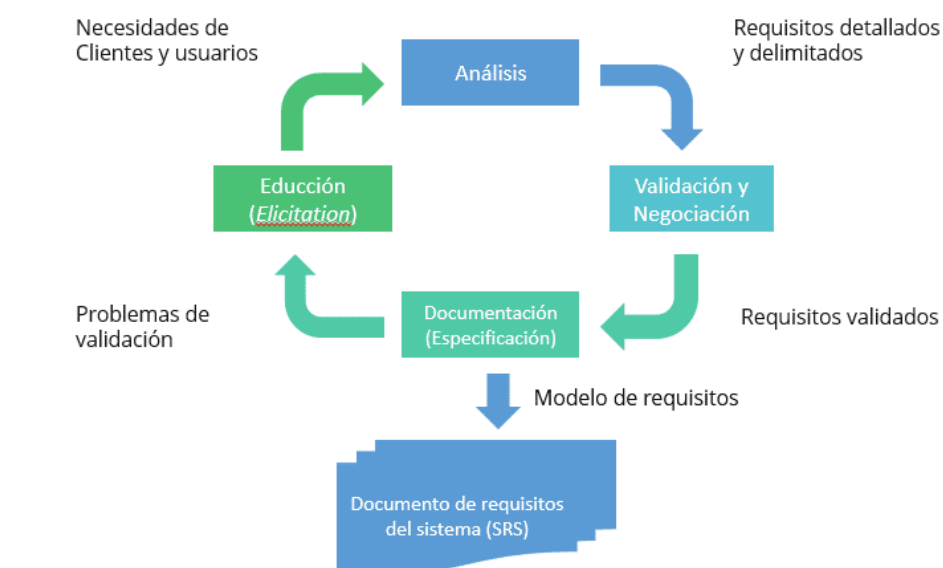 Necesidades de
Clientes y usuarios
Análisis
Requisitos detallados
y delimitados
Educción
(Elicitation)
Validación y
Negociación
Problemas de
validación
Documentación
(Especificación)
Requisitos validados
Modelo de requisitos
Documento de requisitos
del sistema (SRS)